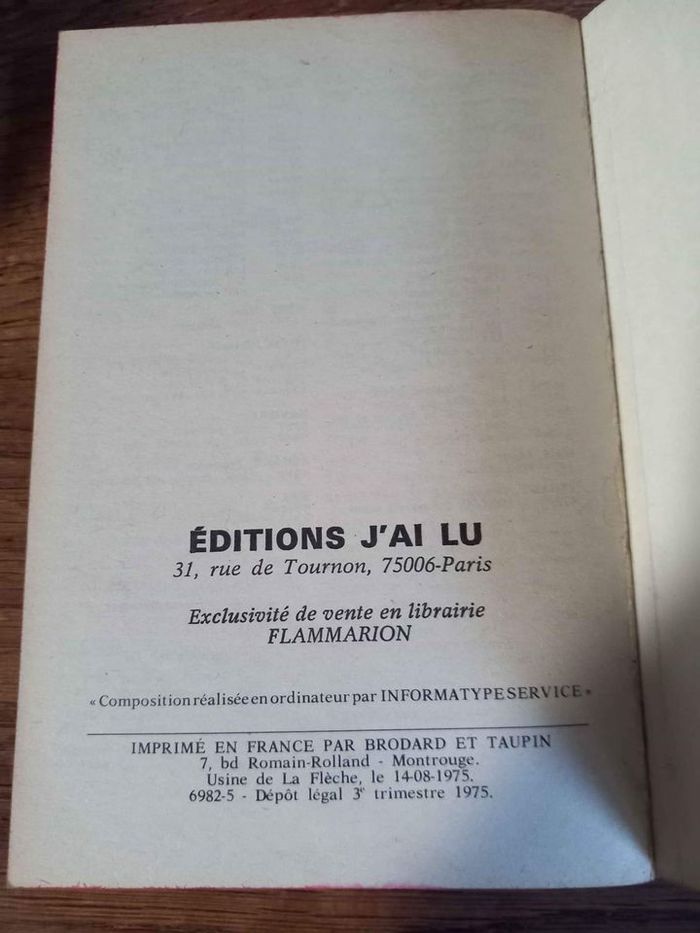 ÉDITIONS J'AI LU
31, rue de Tournon, 75006-Paris
Exclusivité de vente en librairie
FLAMMARION
« Composition réalisée en ordinateur par INFORMATYPE SERVICE »
IMPRIMÉ EN FRANCE PAR BRODARD ET TAUPIN
7, bd Romain-Rolland - Montrouge.
Usine de La Flèche, le 14-08-1975.
6982-5 - Dépôt légal 3e trimestre 1975.